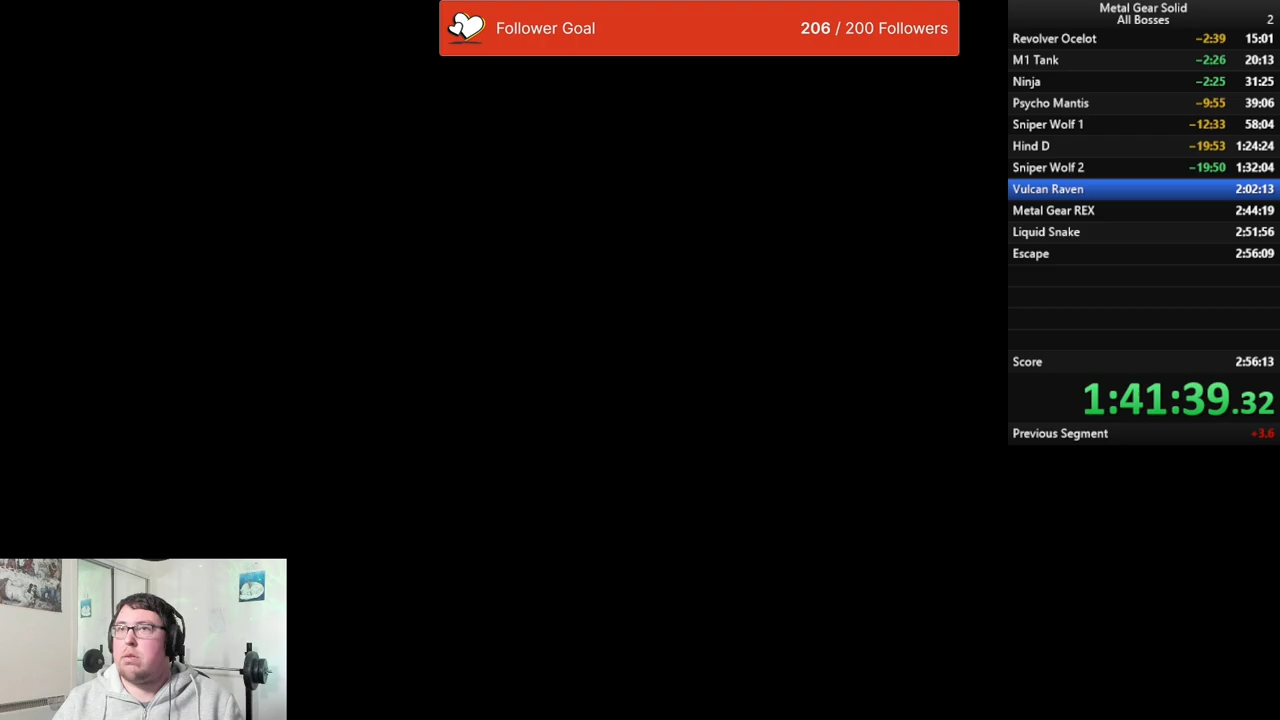 Follower Goal 206 / 200 Followers
Metal Gear Solid
All Bosses 2
Revolver Ocelot −2:39 15:01
M1 Tank −2:26 20:13
Ninja −2:25 31:25
Psycho Mantis −9:55 39:06
Sniper Wolf 1 −12:33 58:04
Hind D −19:53 1:24:24
Sniper Wolf 2 −19:50 1:32:04
Vulcan Raven 2:02:13
Metal Gear REX 2:44:19
Liquid Snake 2:51:56
Escape 2:56:09
Score 2:56:13
1:41:39.32
Previous Segment +3.6